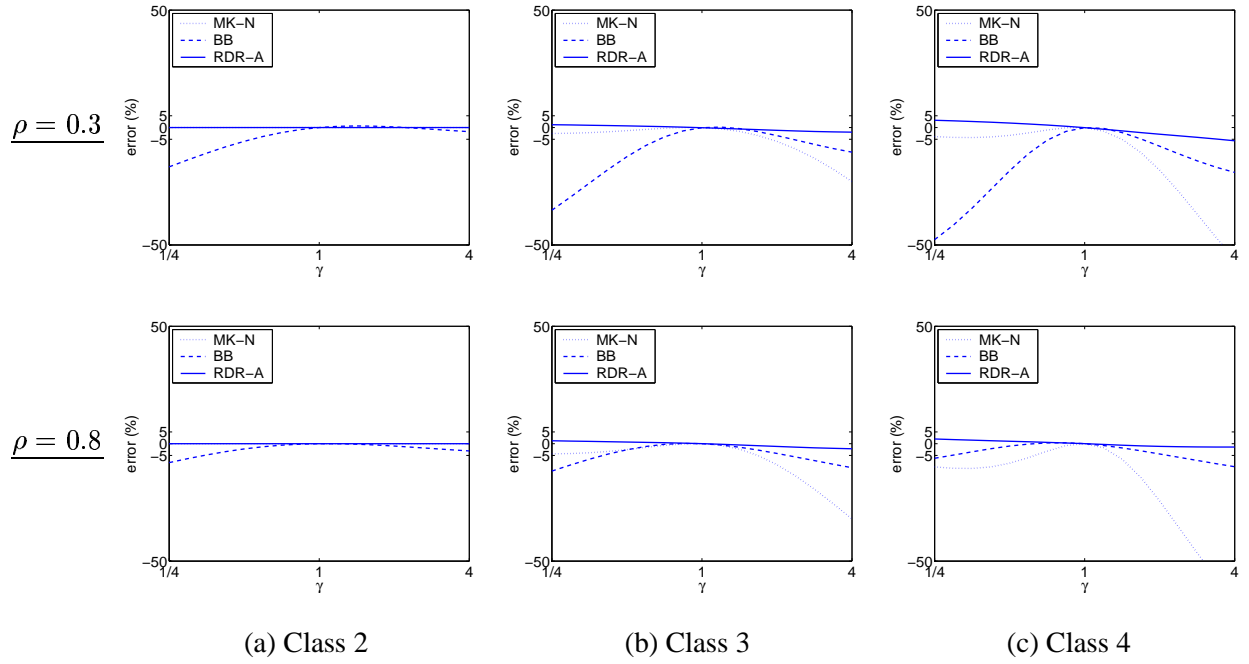 50
MK−N
BB
RDR−A
5
0
−5
−50
error (%)
1/4
1
4
γ
50
MK−N
BB
RDR−A
5
0
−5
−50
error (%)
1/4
1
4
γ
50
MK−N
BB
RDR−A
5
0
−5
−50
error (%)
1/4
1
4
γ
ρ = 0.3
50
MK−N
BB
RDR−A
5
0
−5
−50
error (%)
1/4
1
4
γ
50
MK−N
BB
RDR−A
5
0
−5
−50
error (%)
1/4
1
4
γ
50
MK−N
BB
RDR−A
5
0
−5
−50
error (%)
1/4
1
4
γ
ρ = 0.8
(a) Class 2
(b) Class 3
(c) Class 4